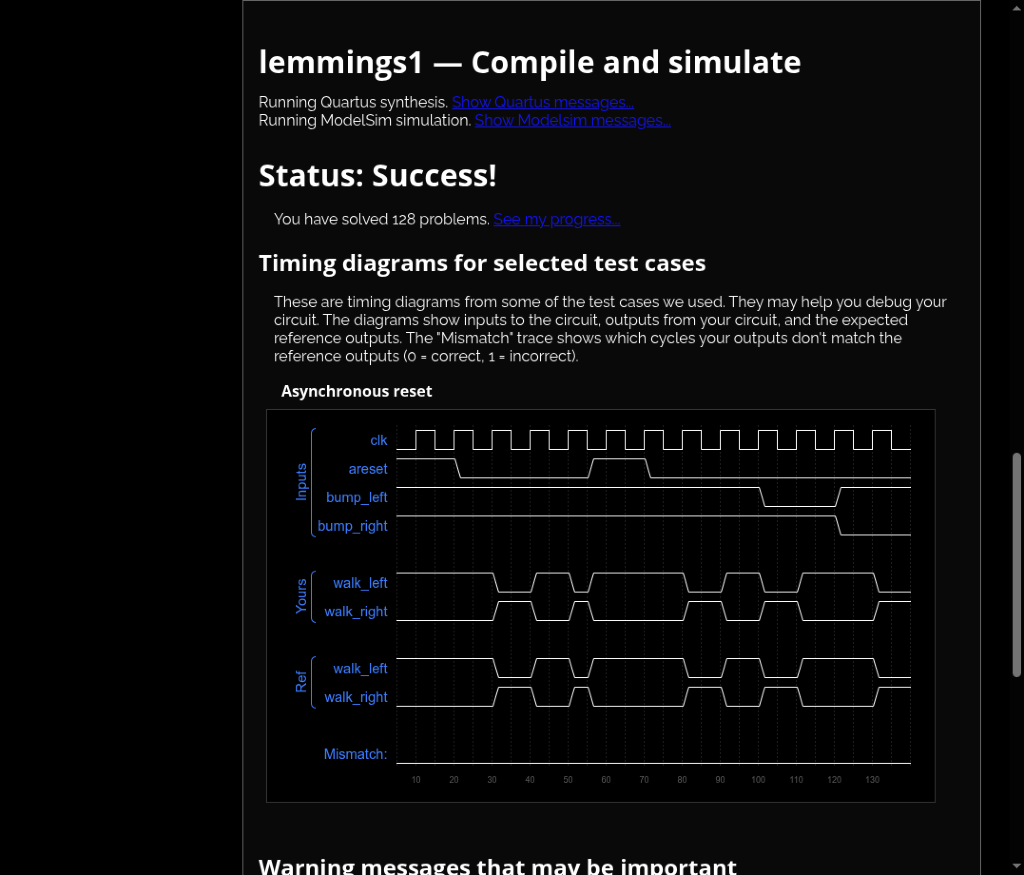 lemmings1 — Compile and simulate
Running Quartus synthesis. Show Quartus messages...
Running ModelSim simulation. Show Modelsim messages...
Status: Success!
You have solved 128 problems. See my progress...
Timing diagrams for selected test cases
These are timing diagrams from some of the test cases we used. They may help you debug your
circuit. The diagrams show inputs to the circuit, outputs from your circuit, and the expected
reference outputs. The "Mismatch" trace shows which cycles your outputs don't match the
reference outputs (0 = correct, 1 = incorrect).
Asynchronous reset
Inputs
clk
areset
bump_left
bump_right
Yours
walk_left
walk_right
Ref
walk_left
walk_right
Mismatch:
10 20 30 40 50 60 70 80 90 100 110 120 130
Warning messages that may be important